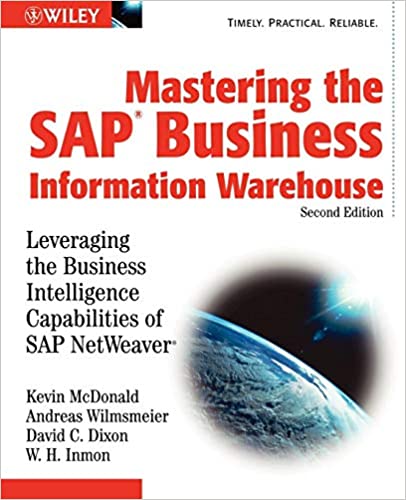 WILEY
TIMELY. PRACTICAL. RELIABLE.
Mastering the
SAP® Business
Information Warehouse
Second Edition
Leveraging
the Business
Intelligence
Capabilities of
SAP NetWeaver®
Kevin McDonald
Andreas Wilmsmeier
David C. Dixon
W. H. Inmon